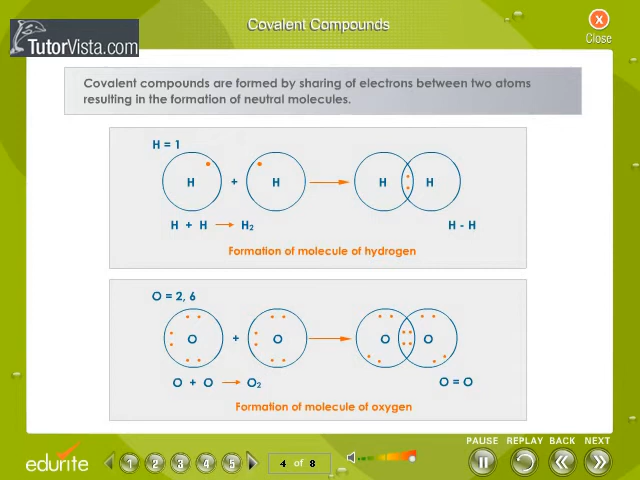 Covalent Compounds
TutorVista.com
x
Close
Covalent compounds are formed by sharing of electrons between two atoms
resulting in the formation of neutral molecules.
H = 1
H + H H H
H + H → H₂
H - H
Formation of molecule of hydrogen
O = 2, 6
O + O O O
O + O → O₂
O = O
Formation of molecule of oxygen
PAUSE REPLAY BACK NEXT
edurite
1 2 3 4 5
4 of 8